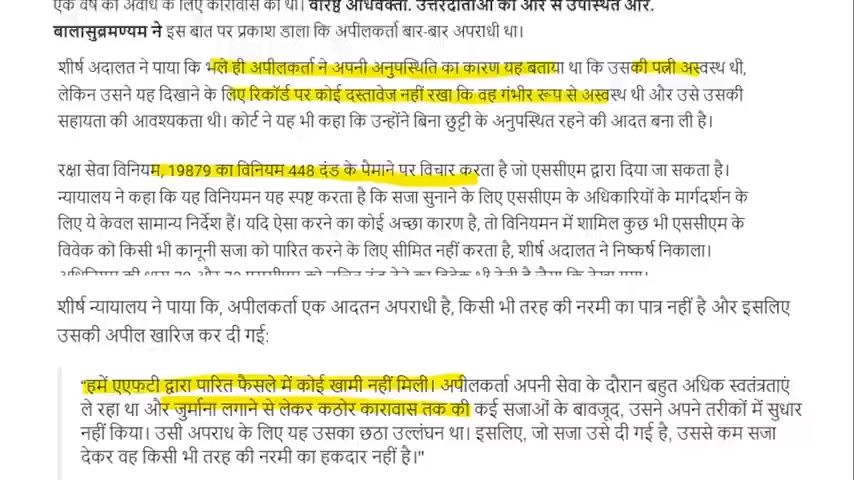 एक वर्ष की अवधि के लिए कारावास की थी। वरिष्ठ अधिवक्ता. उत्तरदाताओं की ओर से उपस्थित आर.
बालासुब्रमण्यम ने इस बात पर प्रकाश डाला कि अपीलकर्ता बार-बार अपराधी था।
शीर्ष अदालत ने पाया कि भले ही अपीलकर्ता ने अपनी अनुपस्थिति का कारण यह बताया था कि उसकी पत्नी अस्वस्थ थी,
लेकिन उसने यह दिखाने के लिए रिकॉर्ड पर कोई दस्तावेज नहीं रखा कि वह गंभीर रूप से अस्वस्थ थी और उसे उसकी
सहायता की आवश्यकता थी। कोर्ट ने यह भी कहा कि उन्होंने बिना छुट्टी के अनुपस्थित रहने की आदत बना ली है।
रक्षा सेवा विनियम, 19879 का विनियम 448 दंड के पैमाने पर विचार करता है जो एससीएम द्वारा दिया जा सकता है।
न्यायालय ने कहा कि यह विनियमन यह स्पष्ट करता है कि सजा सुनाने के लिए एससीएम के अधिकारियों के मार्गदर्शन के
लिए ये केवल सामान्य निर्देश हैं। यदि ऐसा करने का कोई अच्छा कारण है, तो विनियमन में शामिल कुछ भी एससीएम के
विवेक को किसी भी कानूनी सजा को पारित करने के लिए सीमित नहीं करता है, शीर्ष अदालत ने निष्कर्ष निकाला।
शीर्ष न्यायालय ने पाया कि, अपीलकर्ता एक आदतन अपराधी है, किसी भी तरह की नरमी का पात्र नहीं है और इसलिए
उसकी अपील खारिज कर दी गई:
"हमें एएफटी द्वारा पारित फैसले में कोई खामी नहीं मिली। अपीलकर्ता अपनी सेवा के दौरान बहुत अधिक स्वतंत्रताएं
ले रहा था और जुर्माना लगाने से लेकर कठोर कारावास तक की कई सजाओं के बावजूद, उसने अपने तरीकों में सुधार
नहीं किया। उसी अपराध के लिए यह उसका छठा उल्लंघन था। इसलिए, जो सजा उसे दी गई है, उससे कम सजा
देकर वह किसी भी तरह की नरमी का हकदार नहीं है।"